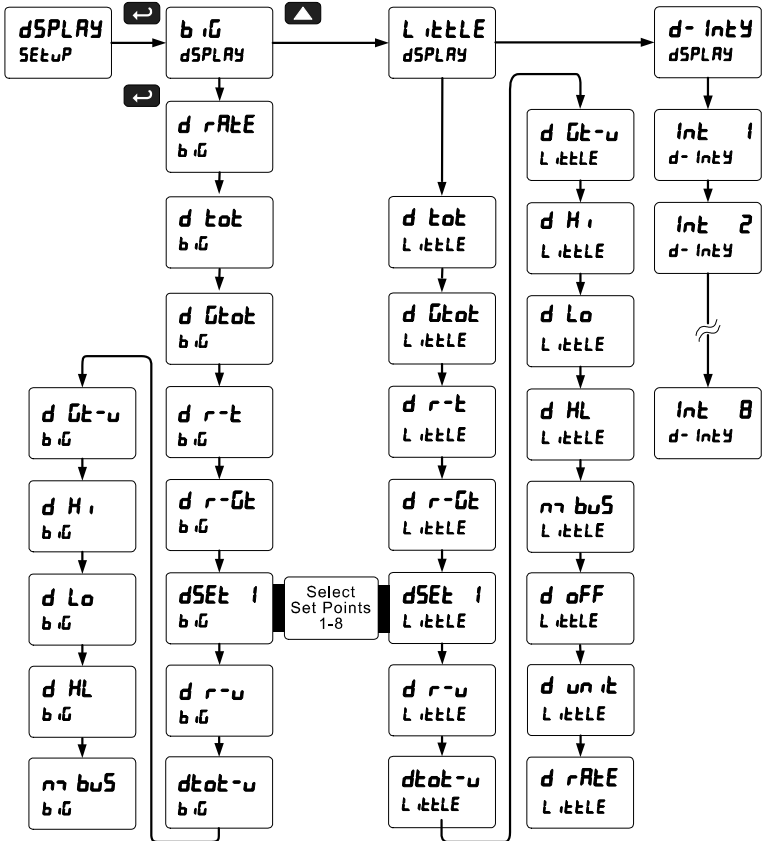 dSPLAY
SEtuP
b iG
dSPLAY
L ittLE
dSPLAY
d- IntY
dSPLAY
d rAtE
b iG
d tot
b iG
d Gtot
b iG
d r-t
b iG
d r-Gt
b iG
dSEt 1
b iG
d r-u
b iG
dtot-u
b iG
d Gt-u
b iG
d Hi
b iG
d Lo
b iG
d HL
b iG
m buS
b iG
Select
Set Points
1-8
d tot
L ittLE
d Gtot
L ittLE
d r-t
L ittLE
d r-Gt
L ittLE
dSEt 1
L ittLE
d r-u
L ittLE
dtot-u
L ittLE
d Gt-u
L ittLE
d Hi
L ittLE
d Lo
L ittLE
d HL
L ittLE
m buS
L ittLE
d oFF
L ittLE
d unit
L ittLE
d rAtE
L ittLE
Int 1
d- IntY
Int 2
d- IntY
Int 8
d- IntY